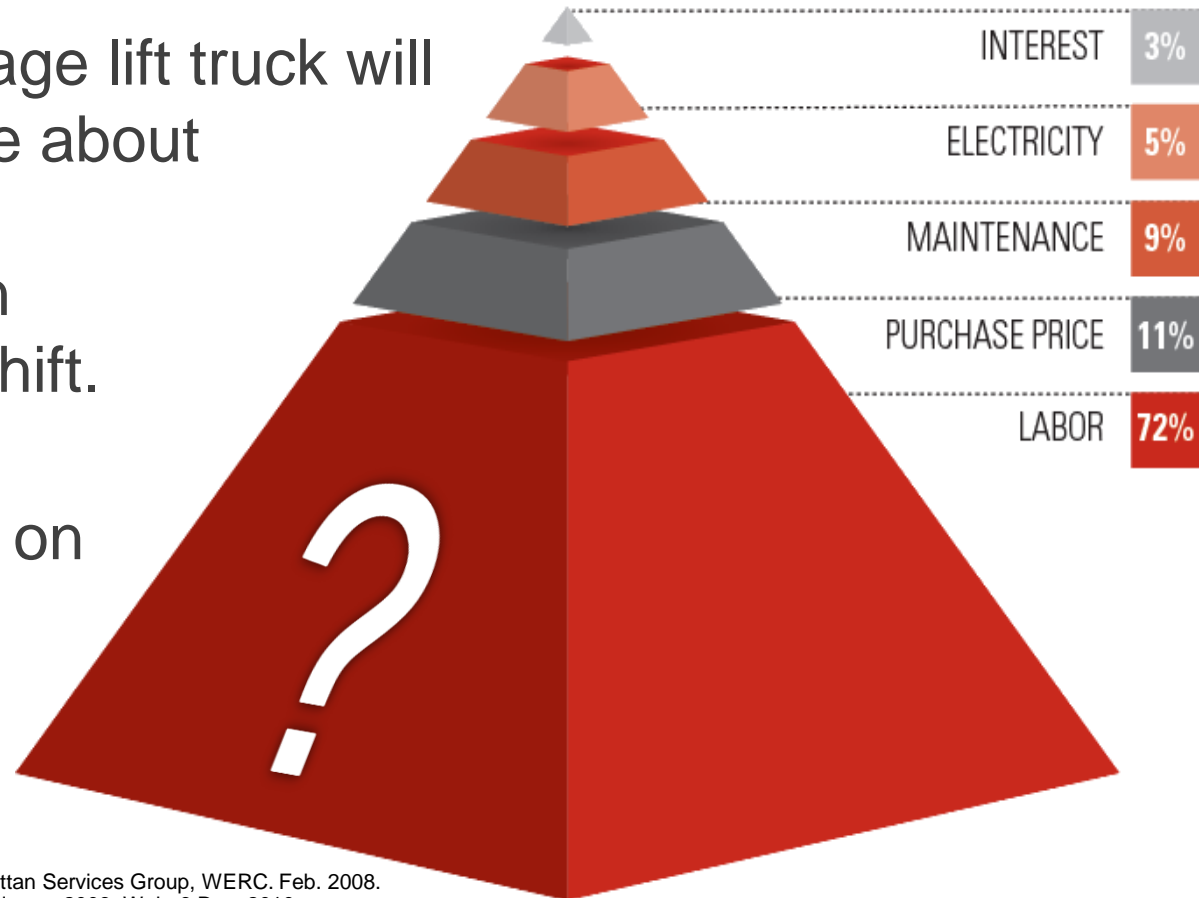 age lift truck will
e about
hift.
on
?
INTEREST 3%
ELECTRICITY 5%
MAINTENANCE 9%
PURCHASE PRICE 11%
LABOR 72%
ttan Services Group, WERC. Feb. 2008.